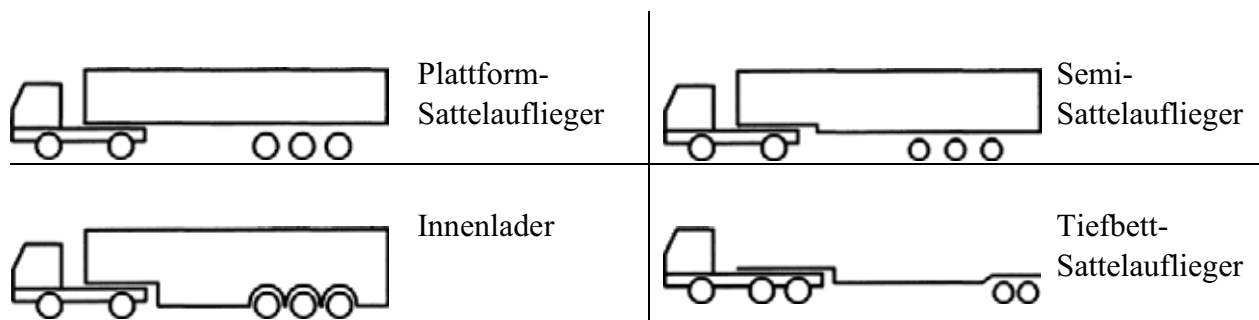 Plattform-
Sattelauflieger
Semi-
Sattelauflieger
Innenlader
Tiefbett-
Sattelauflieger